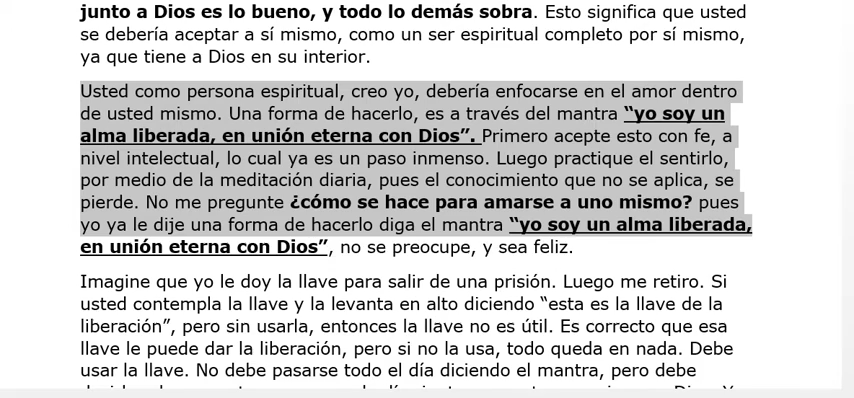 junto a Dios es lo bueno, y todo lo demás sobra. Esto significa que usted
se debería aceptar a sí mismo, como un ser espiritual completo por sí mismo,
ya que tiene a Dios en su interior.
Usted como persona espiritual, creo yo, debería enfocarse en el amor dentro
de usted mismo. Una forma de hacerlo, es a través del mantra “yo soy un
alma liberada, en unión eterna con Dios”. Primero acepte esto con fe, a
nivel intelectual, lo cual ya es un paso inmenso. Luego practique el sentirlo,
por medio de la meditación diaria, pues el conocimiento que no se aplica, se
pierde. No me pregunte ¿cómo se hace para amarse a uno mismo? pues
yo ya le dije una forma de hacerlo diga el mantra “yo soy un alma liberada,
en unión eterna con Dios”, no se preocupe, y sea feliz.
Imagine que yo le doy la llave para salir de una prisión. Luego me retiro. Si
usted contempla la llave y la levanta en alto diciendo “esta es la llave de la
liberación”, pero sin usarla, entonces la llave no es útil. Es correcto que esa
llave le puede dar la liberación, pero si no la usa, todo queda en nada. Debe
usar la llave. No debe pasarse todo el día diciendo el mantra, pero debe